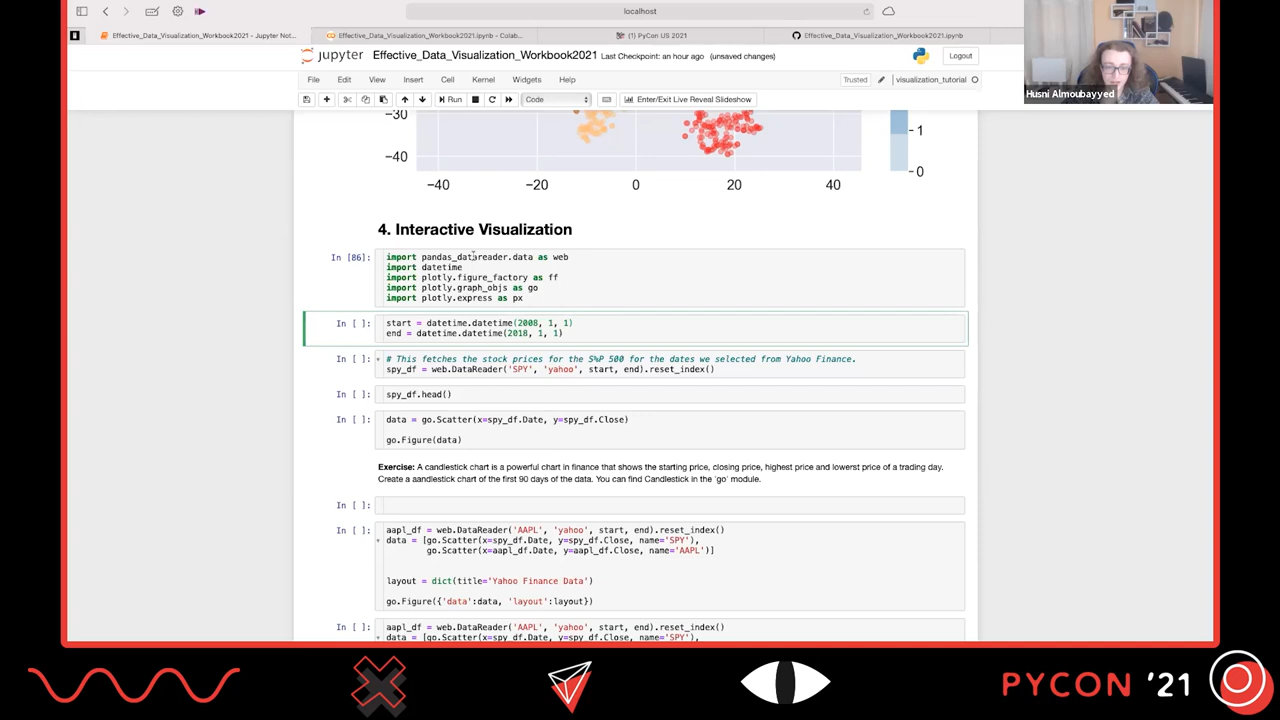 localhost
Effective_Data_Visualization_Workbook2021 - Jupyter Not...
Effective_Data_Visualization_Workbook2021.ipynb - Colab...
PyCon US 2021
Effective_Data_Visualization_Workbook2021.ipynb
jupyter Effective_Data_Visualization_Workbook2021 Last Checkpoint: an hour ago (unsaved changes)
Logout
File Edit View Insert Cell Kernel Widgets Help
Trusted visualization_tutorial
Run Code Enter/Exit Live Reveal Slideshow
Husni Almoubayyed
−30
−40
−40 −20 0 20 40
1
0
4. Interactive Visualization
In [86]: import pandas_datareader.data as web
import datetime
import plotly.figure_factory as ff
import plotly.graph_objs as go
import plotly.express as px
In [ ]: start = datetime.datetime(2008, 1, 1)
end = datetime.datetime(2018, 1, 1)
In [ ]: # This fetches the stock prices for the S%P 500 for the dates we selected from Yahoo Finance.
spy_df = web.DataReader('SPY', 'yahoo', start, end).reset_index()
In [ ]: spy_df.head()
In [ ]: data = go.Scatter(x=spy_df.Date, y=spy_df.Close)
go.Figure(data)
Exercise: A candlestick chart is a powerful chart in finance that shows the starting price, closing price, highest price and lowerst price of a trading day.
Create a aandlestick chart of the first 90 days of the data. You can find Candlestick in the 'go' module.
In [ ]:
In [ ]: aapl_df = web.DataReader('AAPL', 'yahoo', start, end).reset_index()
data = [go.Scatter(x=spy_df.Date, y=spy_df.Close, name='SPY'),
go.Scatter(x=aapl_df.Date, y=aapl_df.Close, name='AAPL')]
layout = dict(title='Yahoo Finance Data')
go.Figure({'data':data, 'layout':layout})
In [ ]: aapl_df = web.DataReader('AAPL', 'yahoo', start, end).reset_index()
data = [go.Scatter(x=spy_df.Date, y=spy_df.Close, name='SPY'),
PYCON '21